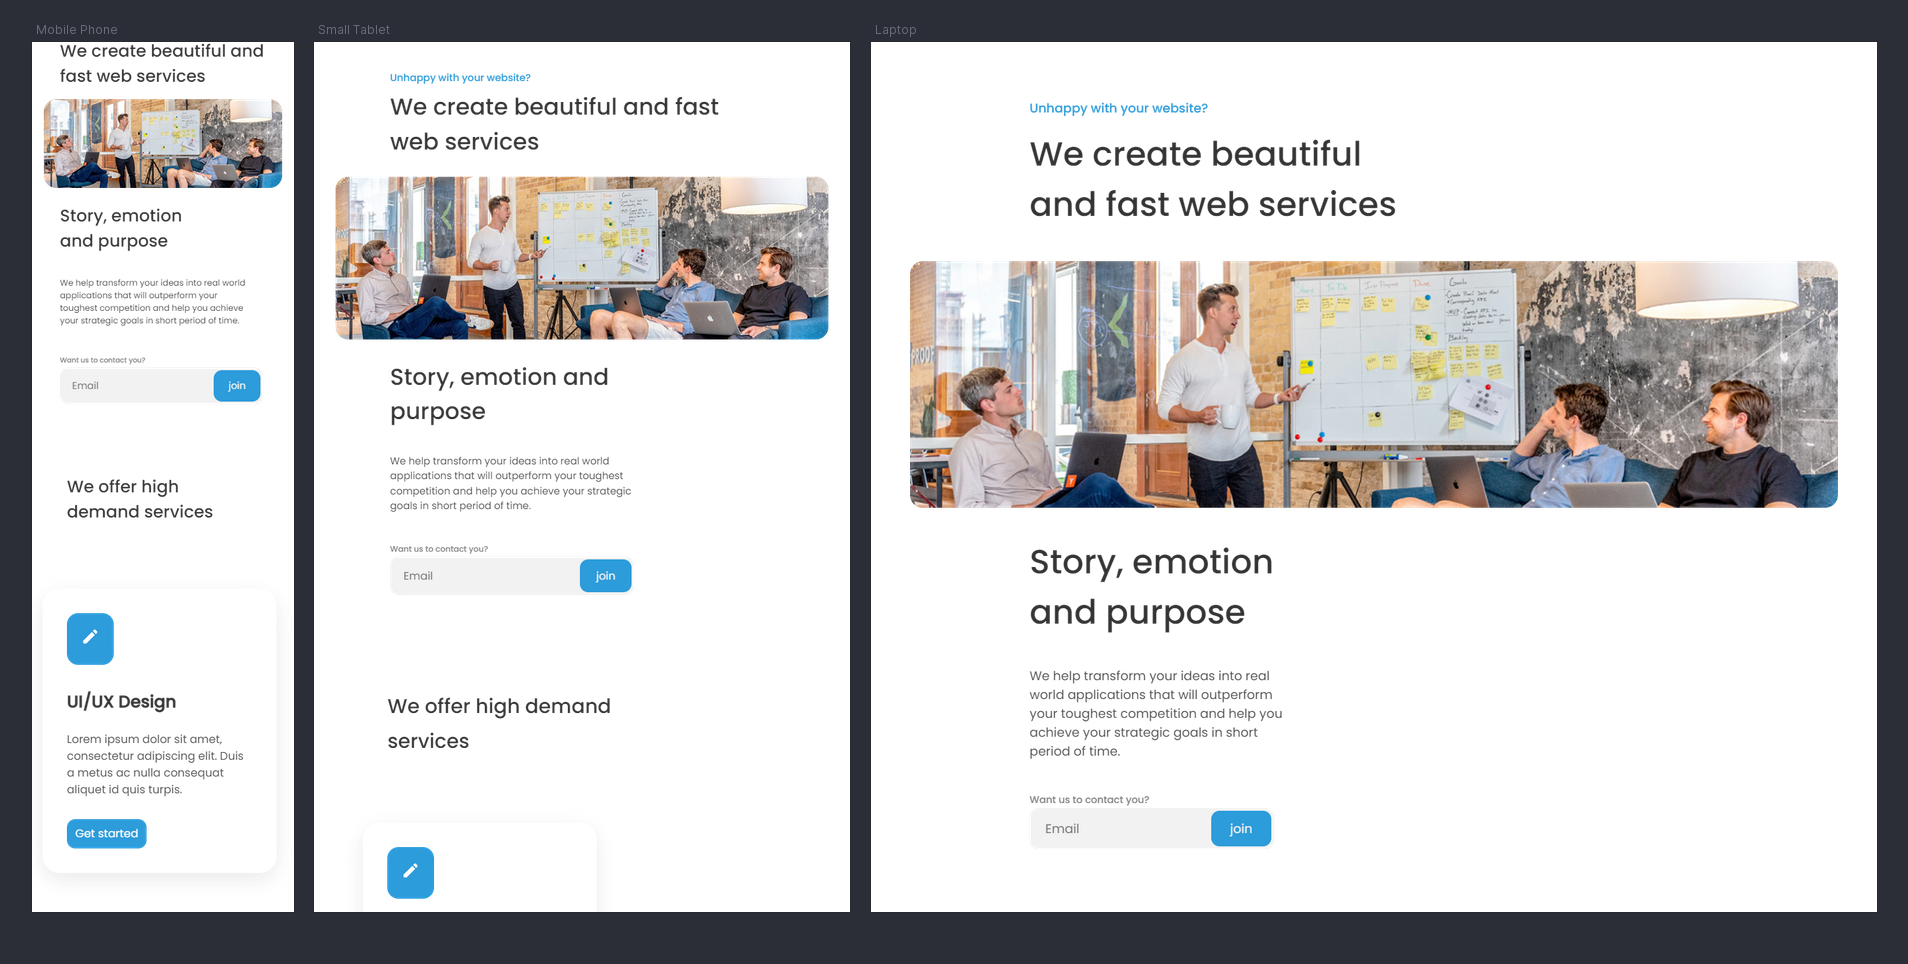 Mobile Phone
We create beautiful and
fast web services
Story, emotion
and purpose
We help transform your ideas into real world
applications that will outperform your
toughest competition and help you achieve
your strategic goals in short period of time.
Want us to contact you?
Email
join
We offer high
demand services
UI/UX Design
Lorem ipsum dolor sit amet,
consectetur adipiscing elit. Duis
a metus ac nulla consequat
aliquet id quis turpis.
Get started
Small Tablet
Unhappy with your website?
We create beautiful and fast
web services
Story, emotion and
purpose
We help transform your ideas into real world
applications that will outperform your toughest
competition and help you achieve your strategic
goals in short period of time.
Want us to contact you?
Email
join
We offer high demand
services
Laptop
Unhappy with your website?
We create beautiful
and fast web services
PROOF
To Do
In Progress
Done
Goals
Story, emotion
and purpose
We help transform your ideas into real
world applications that will outperform
your toughest competition and help you
achieve your strategic goals in short
period of time.
Want us to contact you?
Email
join